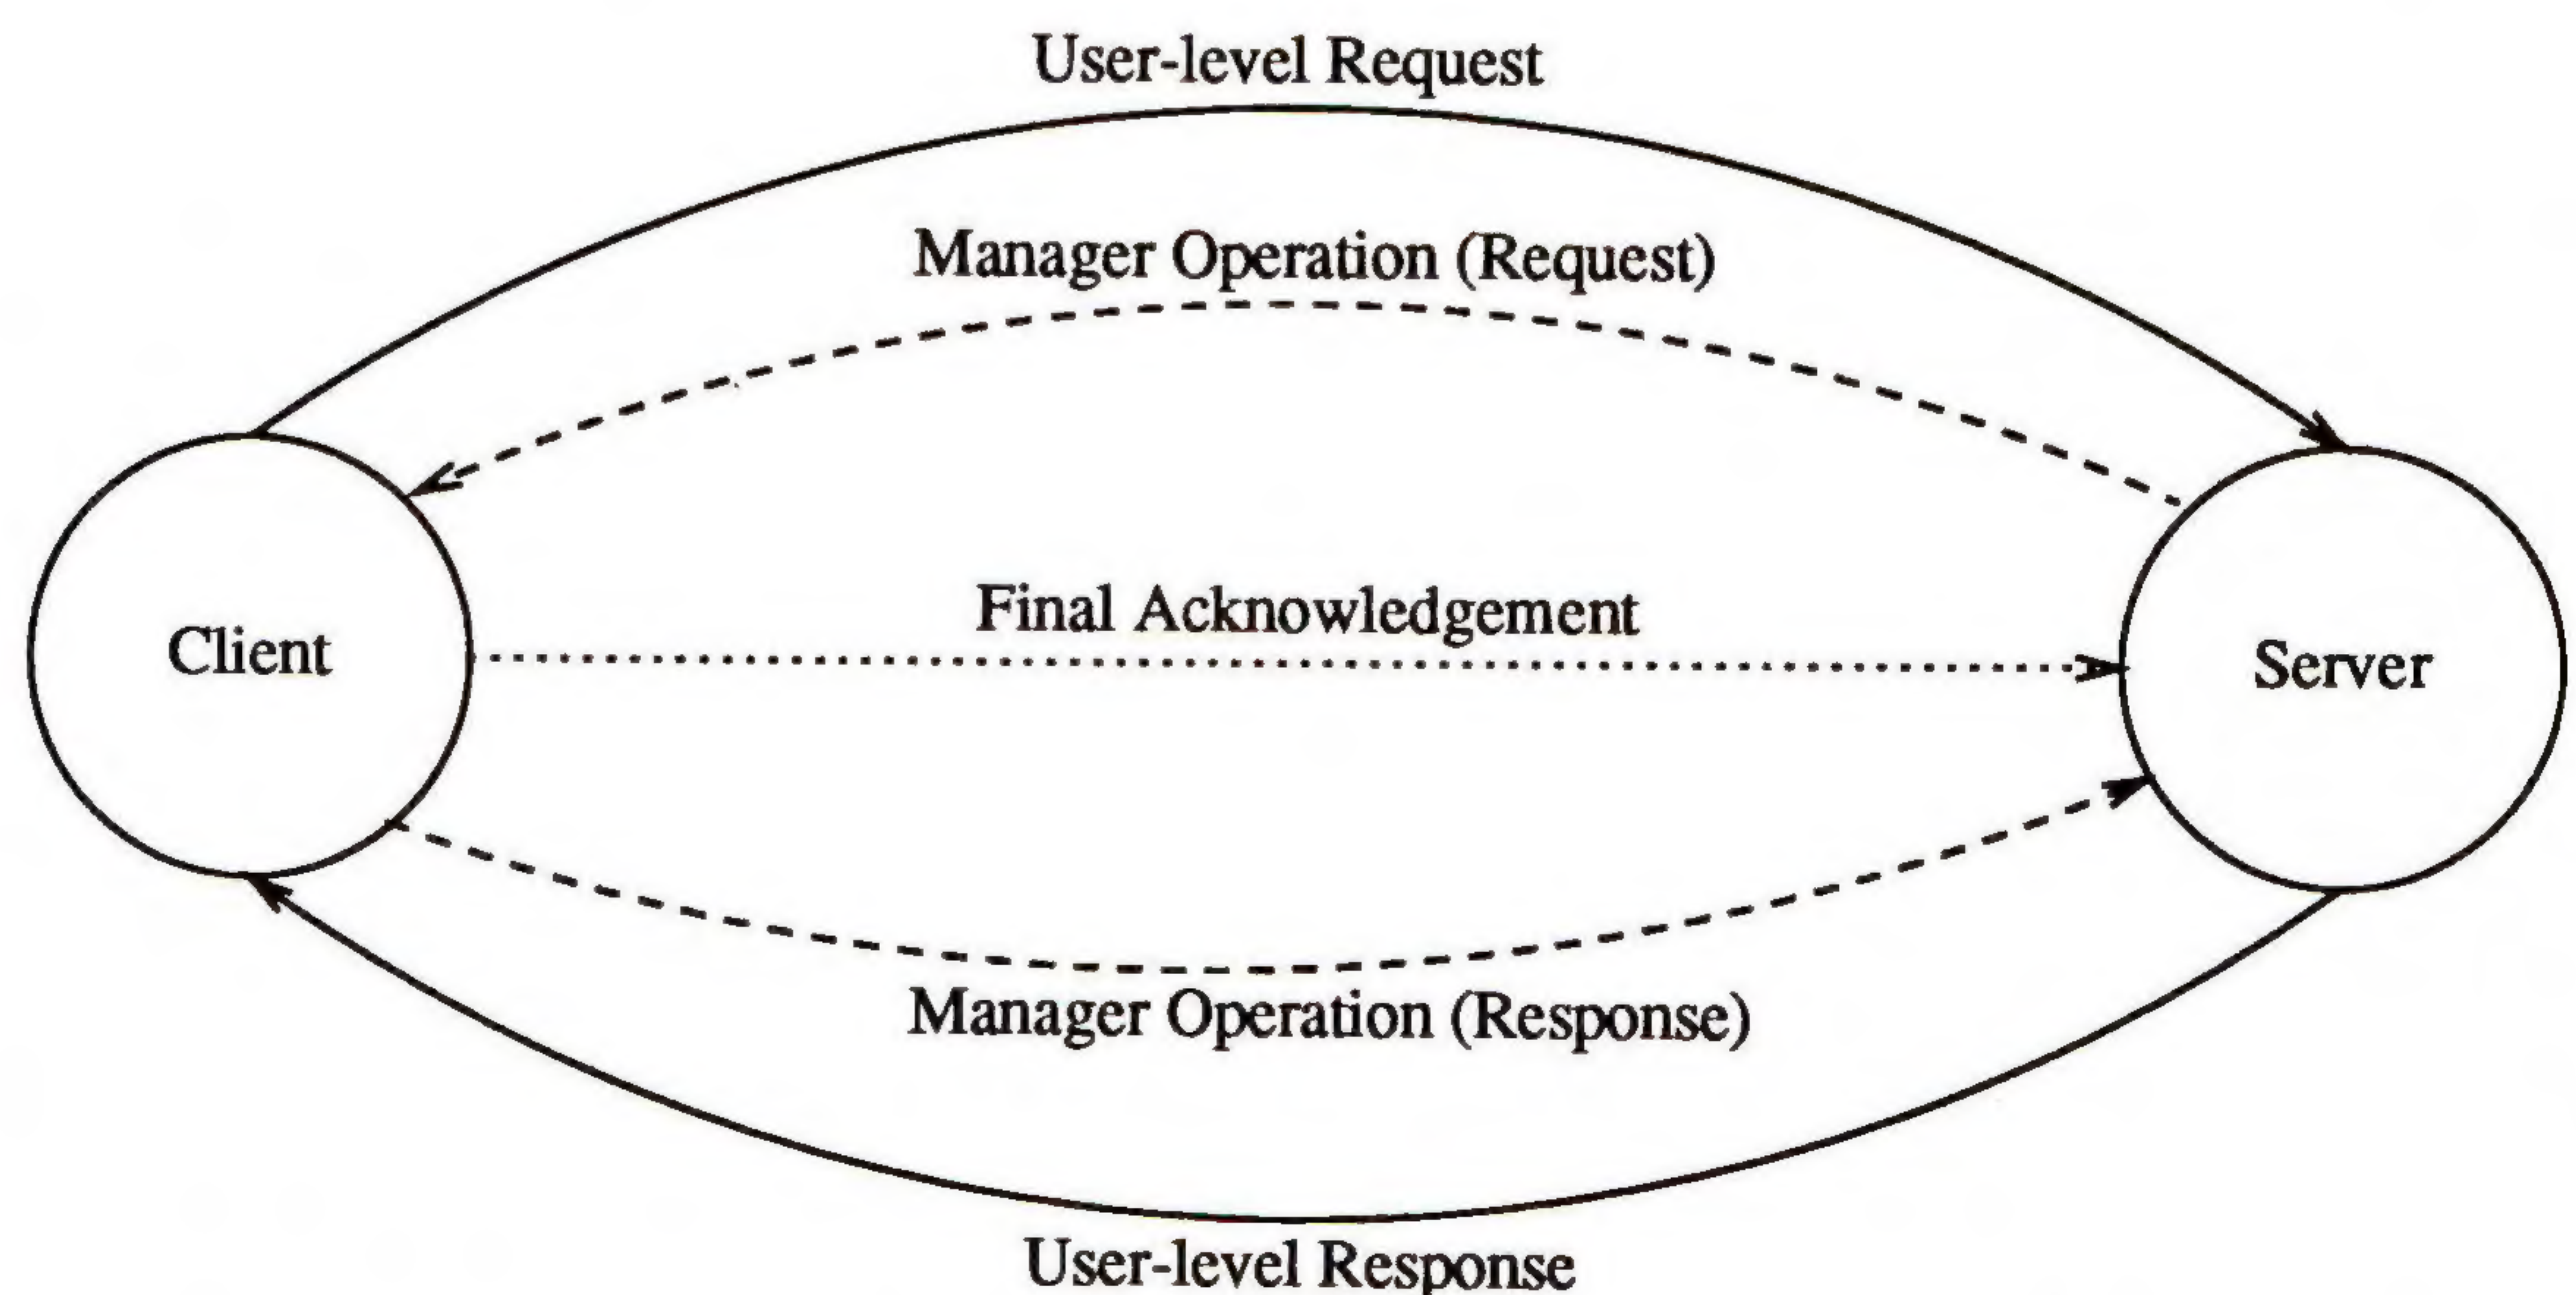 User-level Request
Manager Operation (Request)
Final Acknowledgement
Client
Server
Manager Operation (Response)
User-level Response